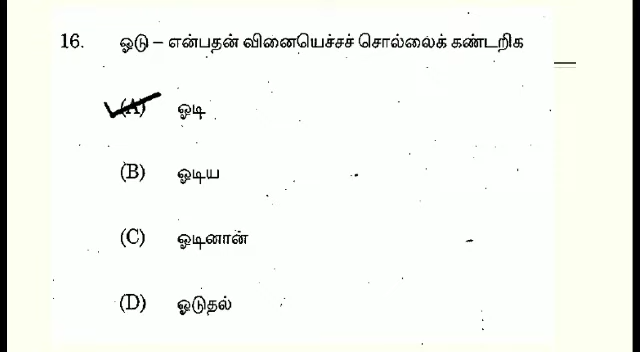 16. ஓடு – என்பதன் வினையெச்சச் சொல்லைக் கண்டறிக
(A) ஓடி
(B) ஓடிய
(C) ஓடினான்
(D) ஓடுதல்